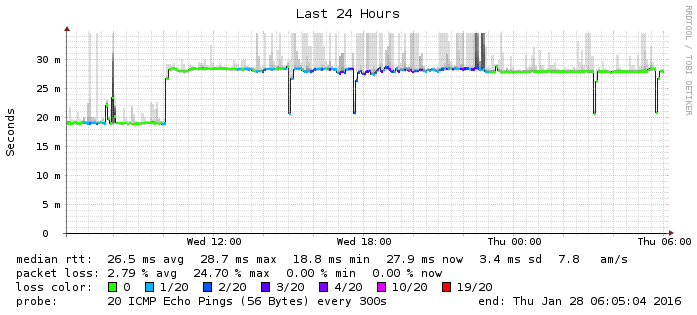 Last 24 Hours
RRDTOOL / TOBI OETIKER
Seconds
30 m
25 m
20 m
15 m
10 m
5 m
0
Wed 12:00 Wed 18:00 Thu 00:00 Thu 06:00
median rtt: 26.5 ms avg 28.7 ms max 18.8 ms min 27.9 ms now 3.4 ms sd 7.8 am/s
packet loss: 2.79 % avg 24.70 % max 0.00 % min 0.00 % now
loss color: 0 1/20 2/20 3/20 4/20 10/20 19/20
probe: 20 ICMP Echo Pings (56 Bytes) every 300s end: Thu Jan 28 06:05:04 2016